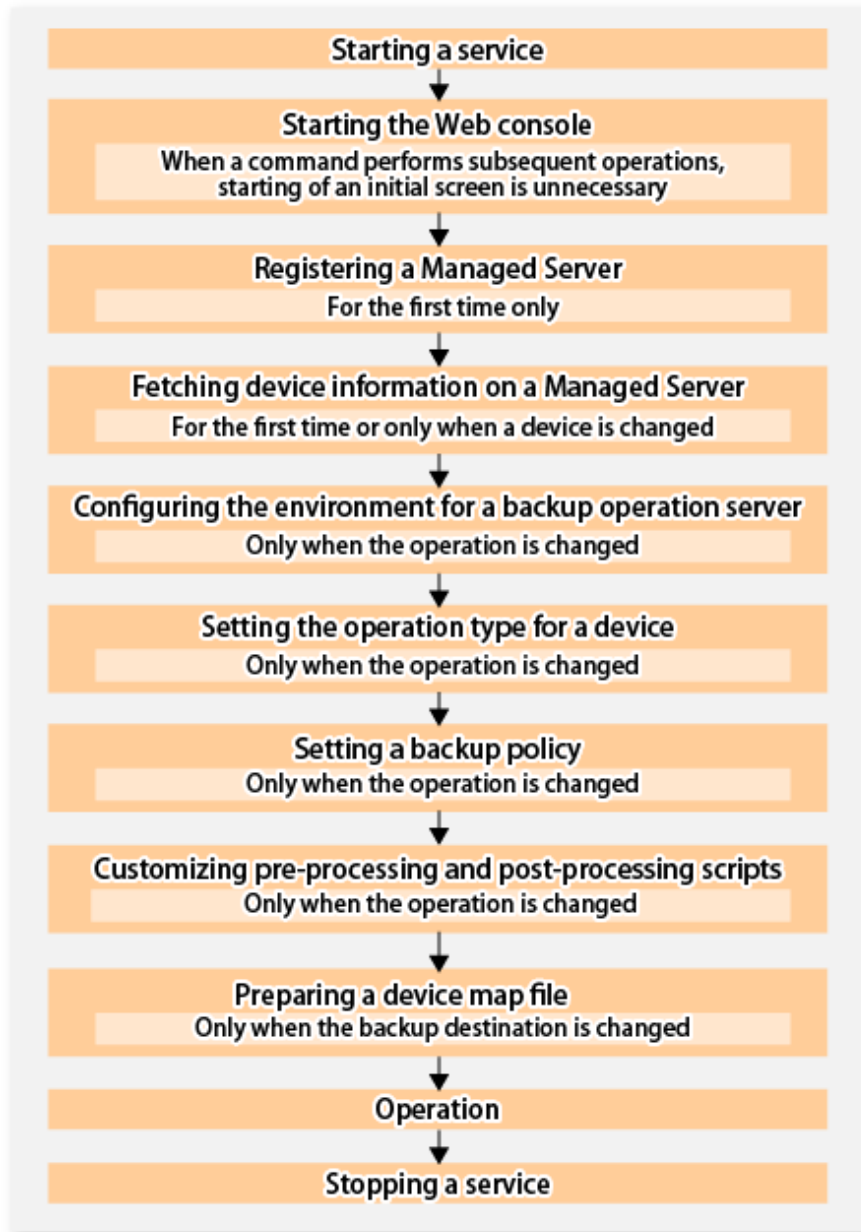 Starting a service
Starting the Web console
When a command performs subsequent operations,
starting of an initial screen is unnecessary
Registering a Managed Server
For the first time only
Fetching device information on a Managed Server
For the first time or only when a device is changed
Configuring the environment for a backup operation server
Only when the operation is changed
Setting the operation type for a device
Only when the operation is changed
Setting a backup policy
Only when the operation is changed
Customizing pre-processing and post-processing scripts
Only when the operation is changed
Preparing a device map file
Only when the backup destination is changed
Operation
Stopping a service